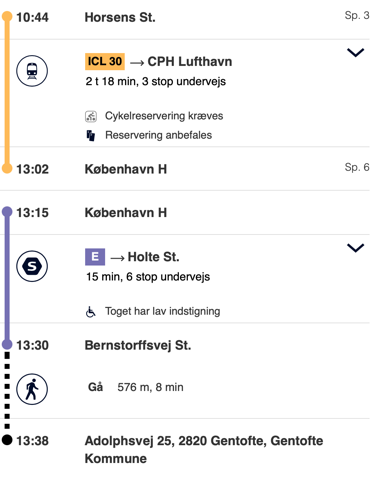 10:44 Horsens St. Sp. 3
ICL 30 → CPH Lufthavn
2 t 18 min, 3 stop undervejs
Cykelreservering kræves
Reservering anbefales
13:02 København H Sp. 6
13:15 København H
S E → Holte St.
15 min, 6 stop undervejs
Toget har lav indstigning
13:30 Bernstorffsvej St.
Gå 576 m, 8 min
13:38 Adolphsvej 25, 2820 Gentofte, Gentofte
Kommune